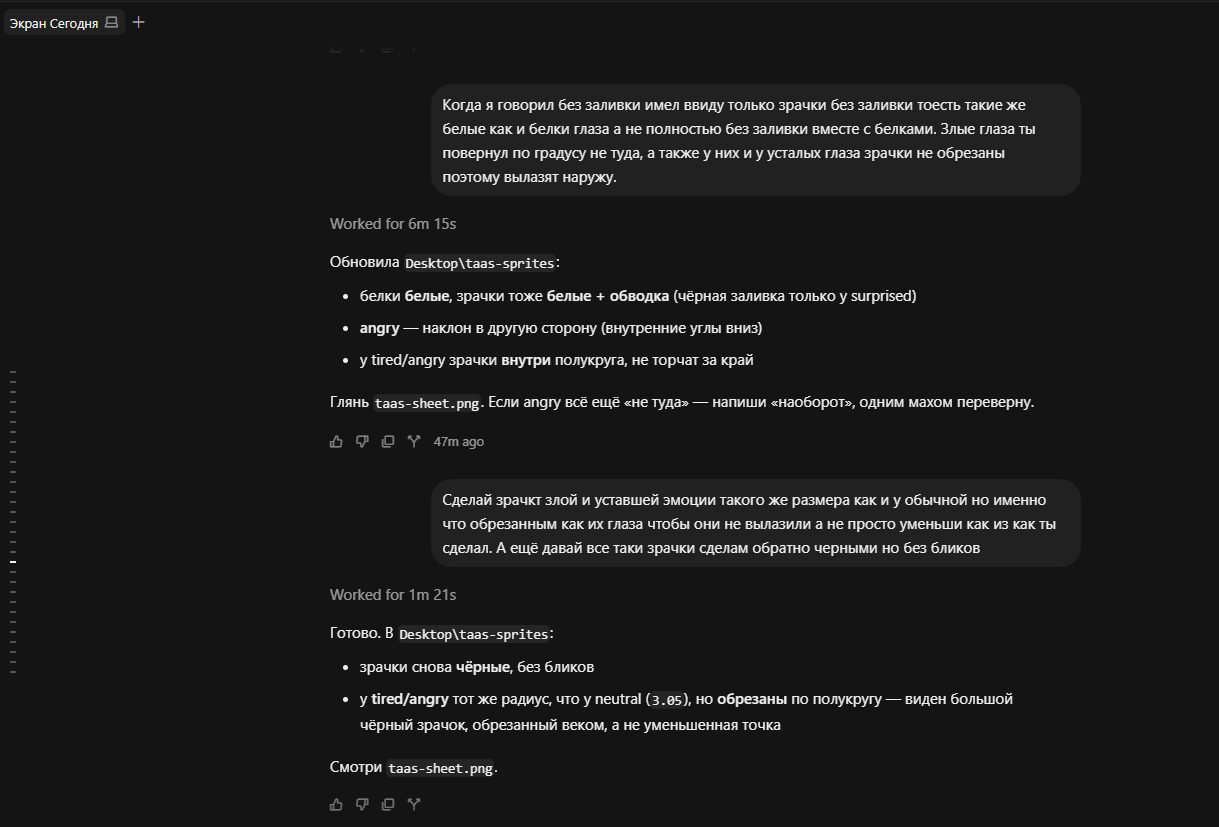 Экран Сегодня
Когда я говорил без заливки имел ввиду только зрачки без заливки тоесть такие же
белые как и белки глаза а не полностью без заливки вместе с белками. Злые глаза ты
повернул по градусу не туда, а также у них и у усталых глаза зрачки не обрезаны
поэтому вылазят наружу.
Worked for 6m 15s
Обновила Desktop\taas-sprites:
• белки белые, зрачки тоже белые + обводка (чёрная заливка только у surprised)
• angry — наклон в другую сторону (внутренние углы вниз)
• у tired/angry зрачки внутри полукруга, не торчат за край
Глянь taas-sheet.png. Если angry всё ещё «не туда» — напиши «наоборот», одним махом переверну.
47m ago
Сделай зрачкт злой и уставшей эмоции такого же размера как и у обычной но именно
что обрезанным как их глаза чтобы они не вылазили а не просто уменьши как из как ты
сделал. А ещё давай все таки зрачки сделам обратно черными но без бликов
Worked for 1m 21s
Готово. В Desktop\taas-sprites:
• зрачки снова чёрные, без бликов
• у tired/angry тот же радиус, что у neutral (3.05), но обрезаны по полукругу — виден большой
чёрный зрачок, обрезанный веком, а не уменьшенная точка
Смотри taas-sheet.png.